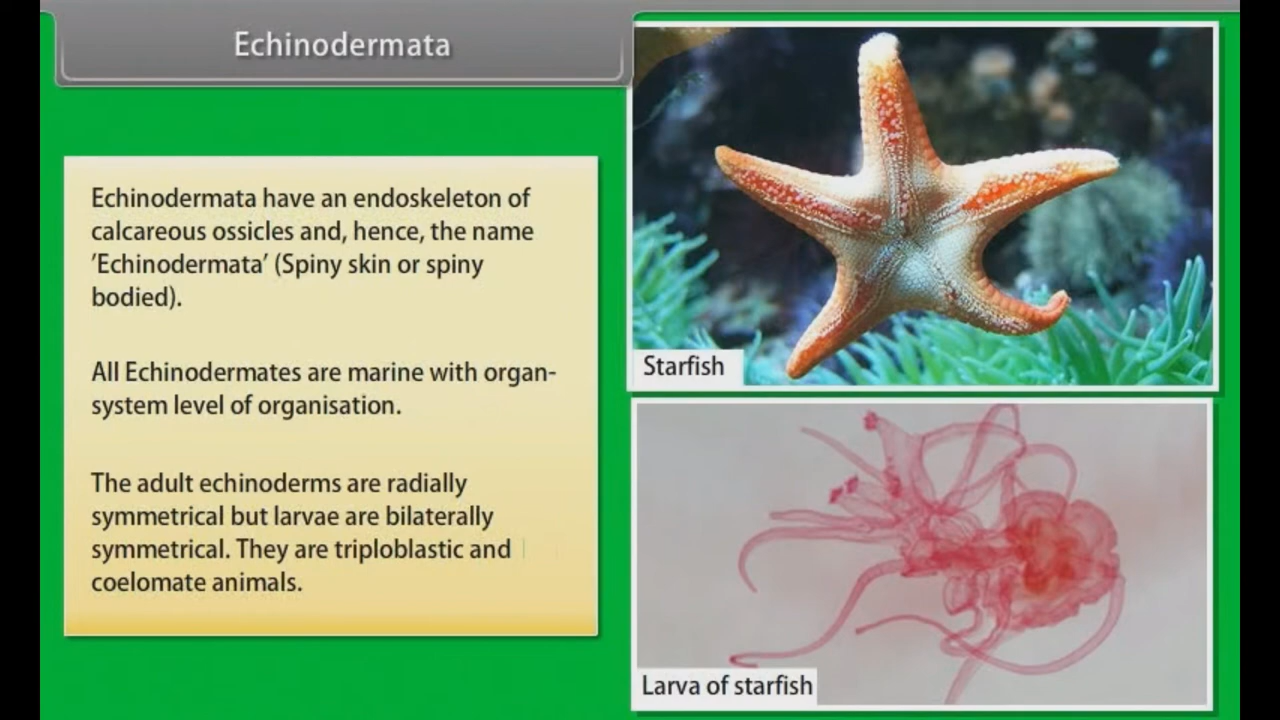 Echinodermata
Echinodermata have an endoskeleton of
calcareous ossicles and, hence, the name
'Echinodermata' (Spiny skin or spiny
bodied).
All Echinodermates are marine with organ-
system level of organisation.
The adult echinoderms are radially
symmetrical but larvae are bilaterally
symmetrical. They are triploblastic and
coelomate animals.
Starfish
Larva of starfish